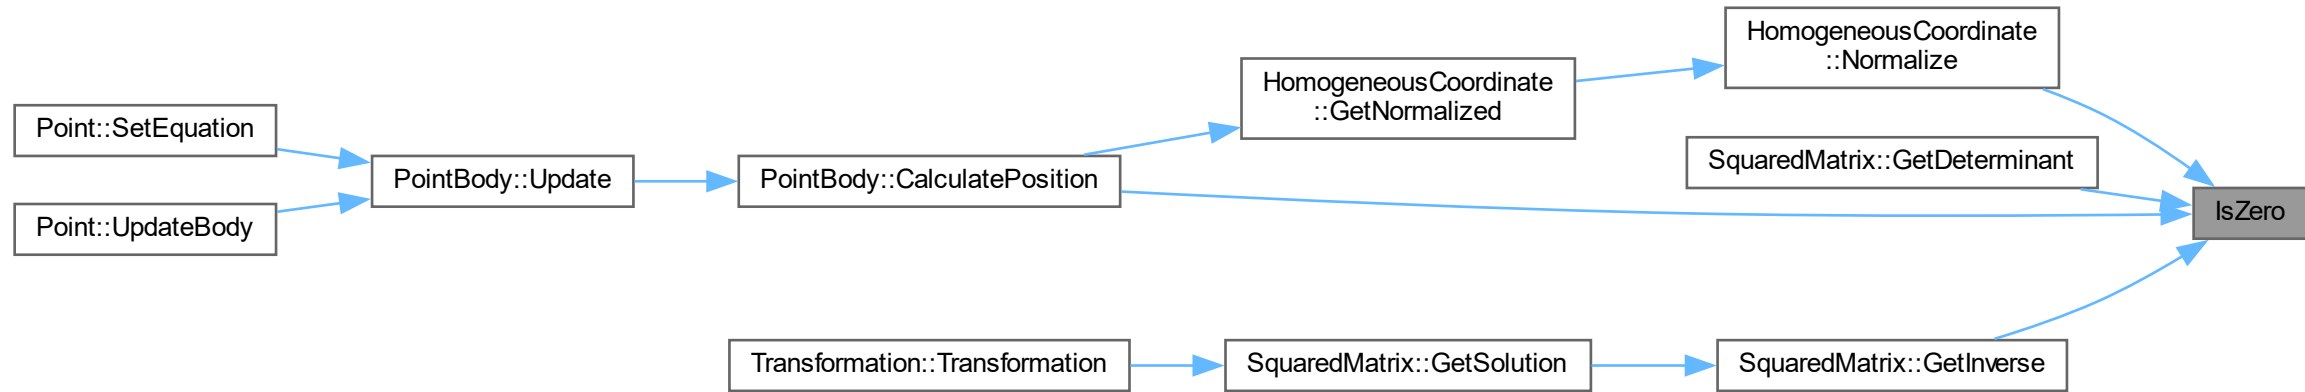 HomogeneousCoordinate
::Normalize
HomogeneousCoordinate
::GetNormalized
Point::SetEquation
SquaredMatrix::GetDeterminant
PointBody::Update
PointBody::CalculatePosition
IsZero
Point::UpdateBody
Transformation::Transformation
SquaredMatrix::GetSolution
SquaredMatrix::GetInverse